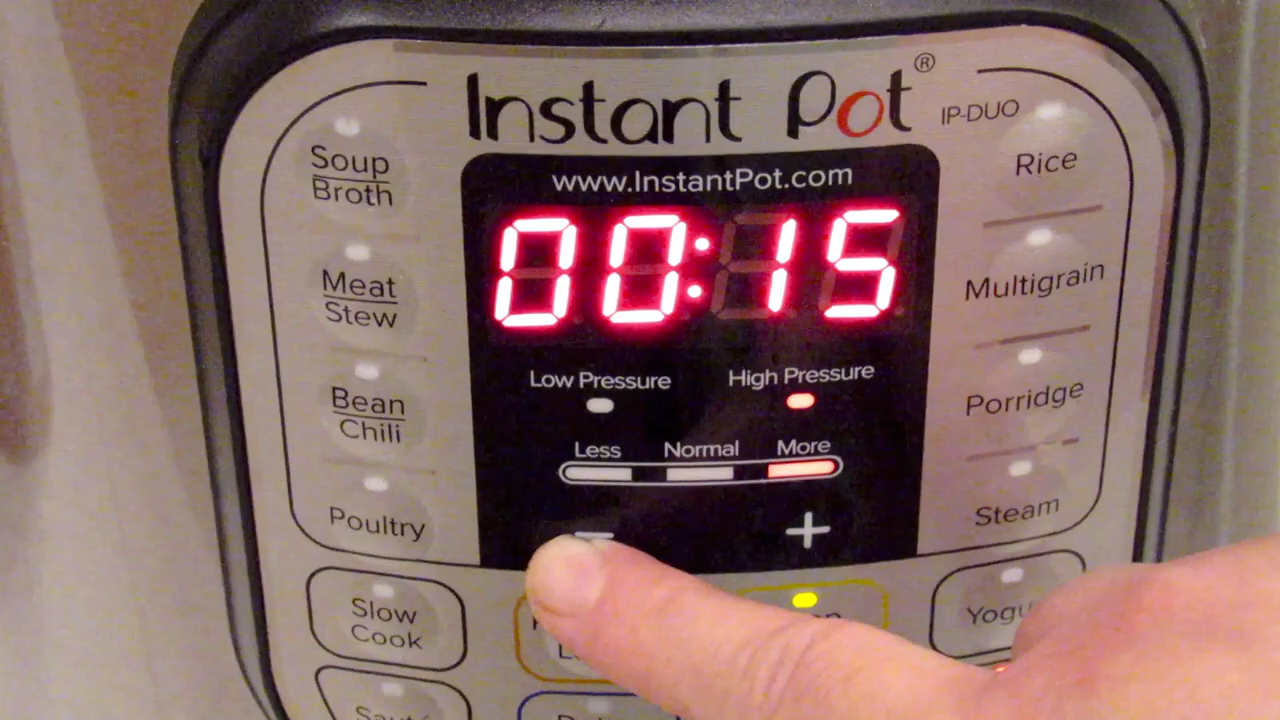 Instant Pot®
IP-DUO
www.InstantPot.com
00:15
Low Pressure
High Pressure
Less
Normal
More
− +
Soup
Broth
Meat
Stew
Bean
Chili
Poultry
Slow
Cook
Rice
Multigrain
Porridge
Steam